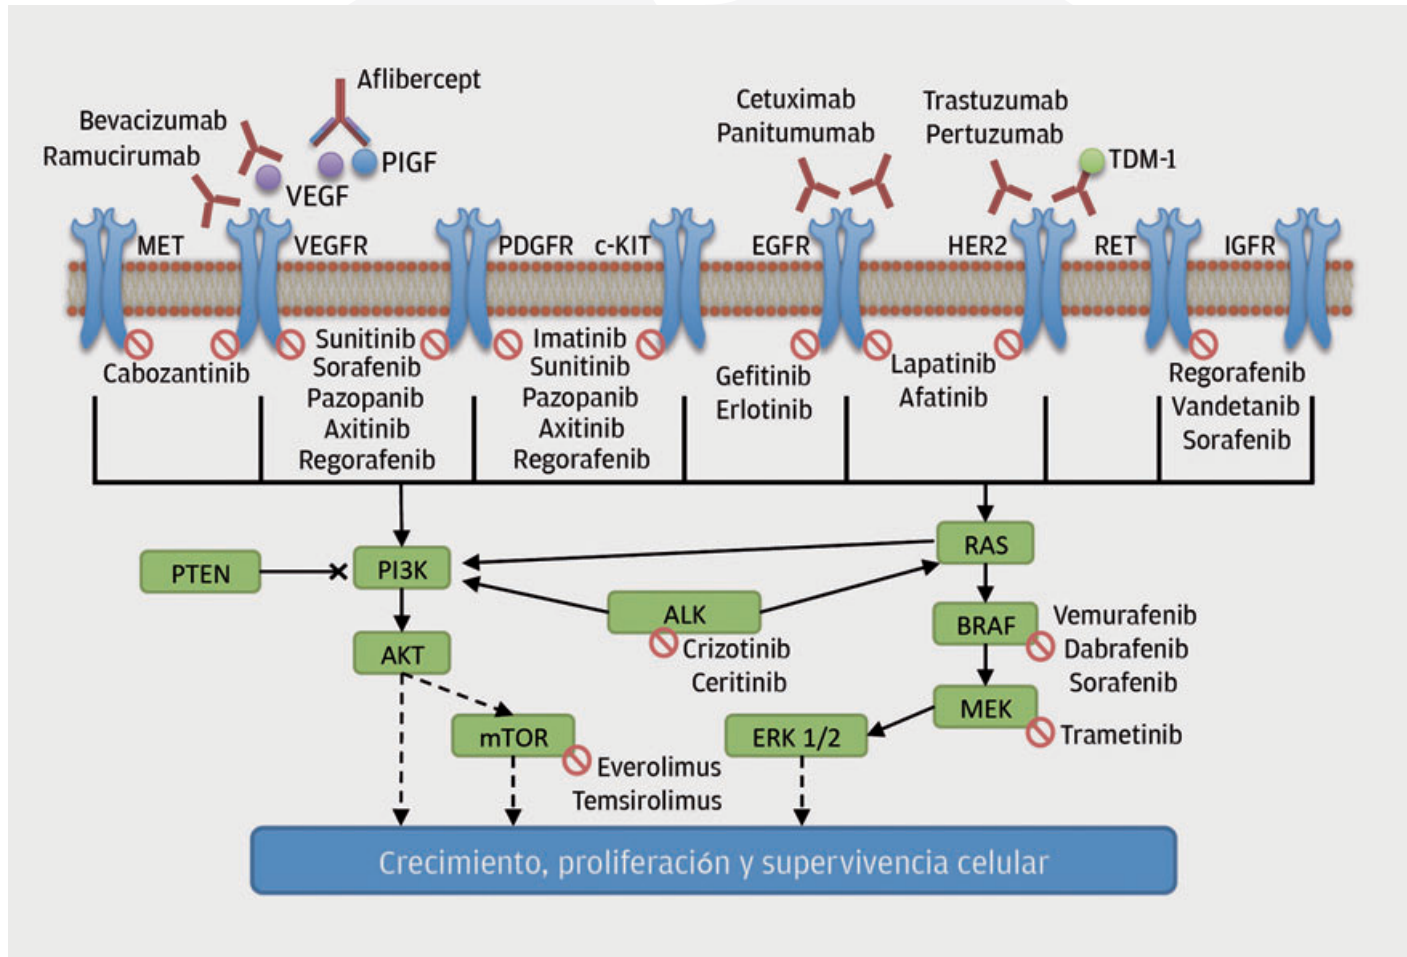 Aflibercept
Bevacizumab
Ramucirumab
VEGF
PIGF
Cetuximab
Panitumumab
Trastuzumab
Pertuzumab
TDM-1
MET
VEGFR
PDGFR
c-KIT
EGFR
HER2
RET
IGFR
Cabozantinib
Sunitinib
Sorafenib
Pazopanib
Axitinib
Regorafenib
Imatinib
Sunitinib
Pazopanib
Axitinib
Regorafenib
Gefitinib
Erlotinib
Lapatinib
Afatinib
Regorafenib
Vandetanib
Sorafenib
PTEN
PI3K
RAS
ALK
Crizotinib
Ceritinib
BRAF
Vemurafenib
Dabrafenib
Sorafenib
AKT
MEK
Trametinib
mTOR
Everolimus
Temsirolimus
ERK 1/2
Crecimiento, proliferación y supervivencia celular